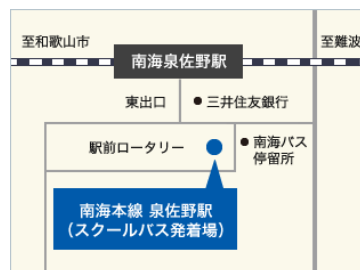 至和歌山市
至難波
南海泉佐野駅
東出口
● 三井住友銀行
駅前ロータリー
● 南海バス
停留所
南海本線 泉佐野駅
（スクールバス発着場）